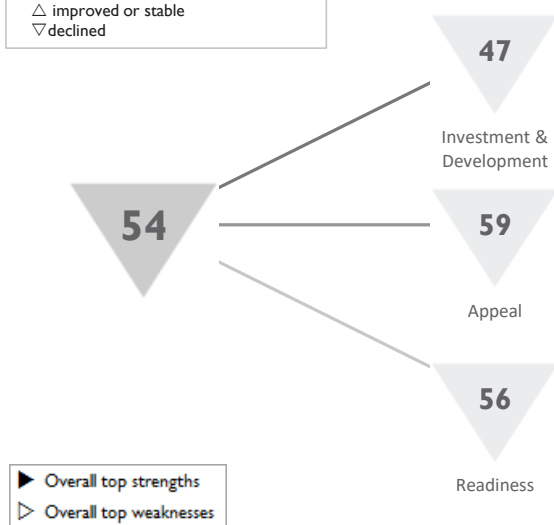 △ improved or stable
▽ declined
47
Investment &
Development
54
59
Appeal
56
Readiness
▶ Overall top strengths
▷ Overall top weaknesses